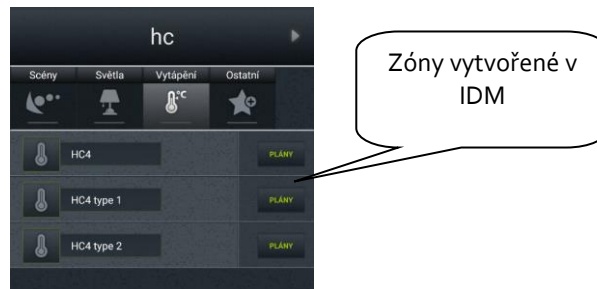 hc
Scény Světla Vytápění Ostatní
°C
HC4 PLÁNY
HC4 type 1 PLÁNY
HC4 type 2 PLÁNY
Zóny vytvořené v
IDM